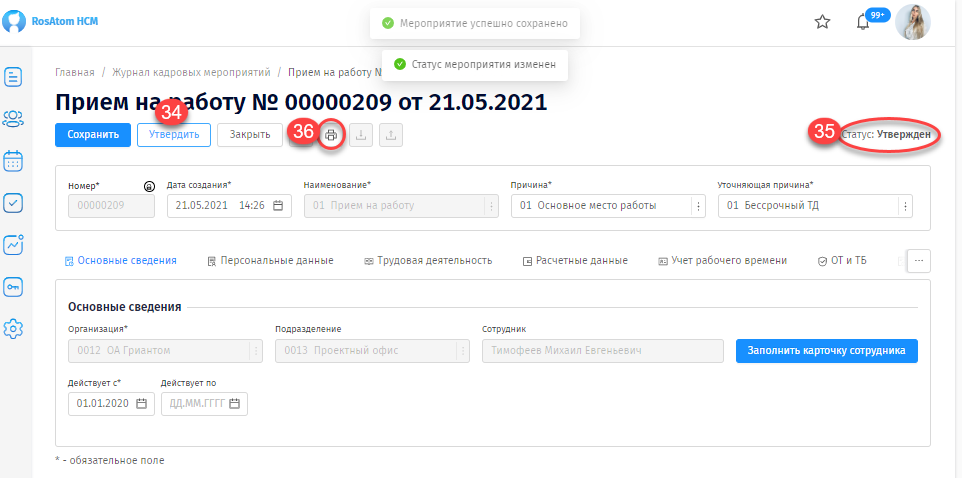 RosAtom HCM
Мероприятие успешно сохранено
99+
Статус мероприятия изменен
Главная / Журнал кадровых мероприятий / Прием на работу №
Прием на работу № 00000209 от 21.05.2021
34
Сохранить Утвердить Закрыть 36 35 Статус: Утвержден
Номер* Дата создания* Наименование* Причина* Уточняющая причина*
00000209 21.05.2021 14:26 01 Прием на работу 01 Основное место работы 01 Бессрочный ТД
Основные сведения Персональные данные Трудовая деятельность Расчетные данные Учет рабочего времени ОТ и ТБ ...
Основные сведения
Организация* Подразделение Сотрудник
0012 ОА Гриантом 0013 Проектный офис Тимофеев Михаил Евгеньевич Заполнить карточку сотрудника
Действует с* Действует по
01.01.2020 ДД.ММ.ГГГГ
* - обязательное поле